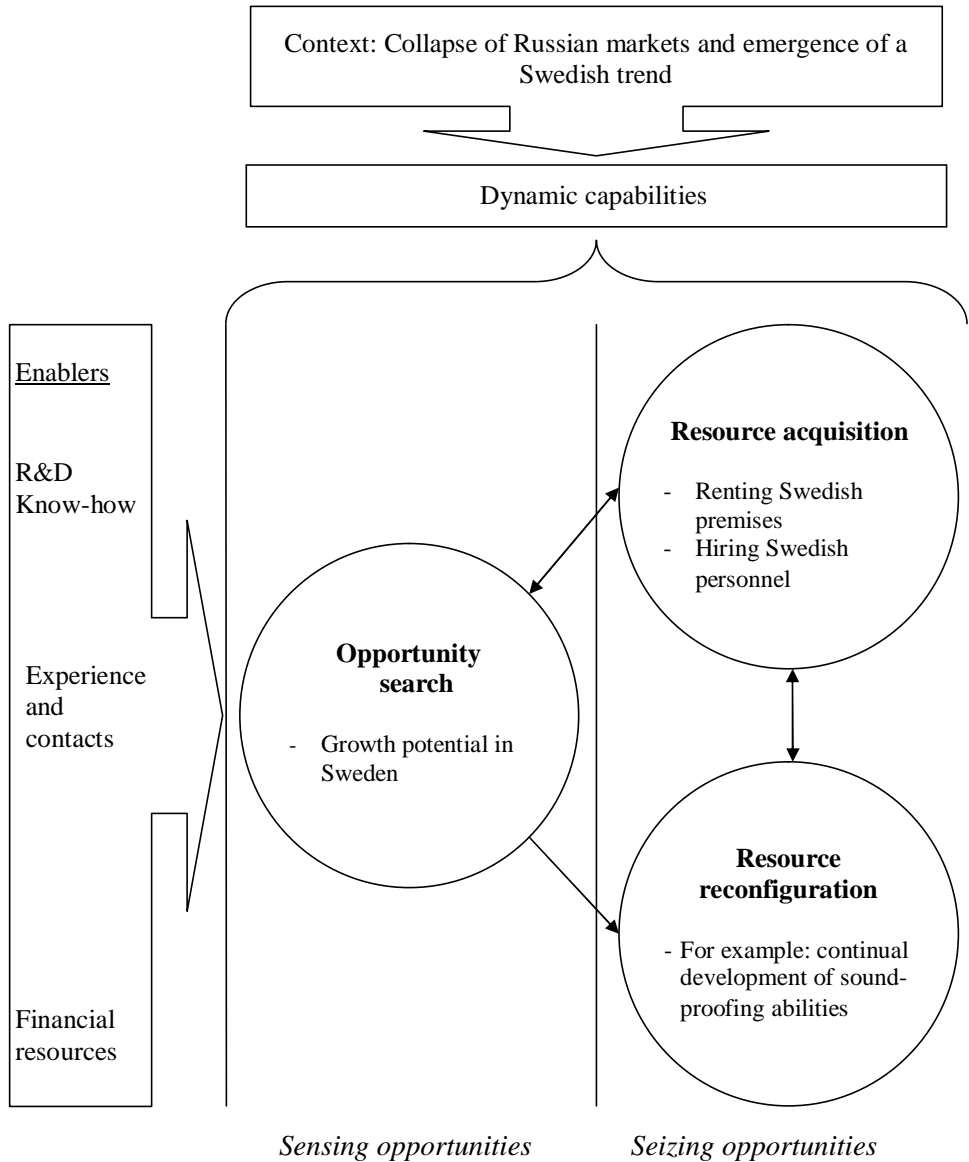 Context: Collapse of Russian markets and emergence of a
Swedish trend
Dynamic capabilities
Enablers
R&D
Know-how
Experience
and
contacts
Financial
resources
Opportunity
search
- Growth potential in
Sweden
Resource acquisition
- Renting Swedish
premises
- Hiring Swedish
personnel
Resource
reconfiguration
- For example: continual
development of sound-
proofing abilities
Sensing opportunities
Seizing opportunities